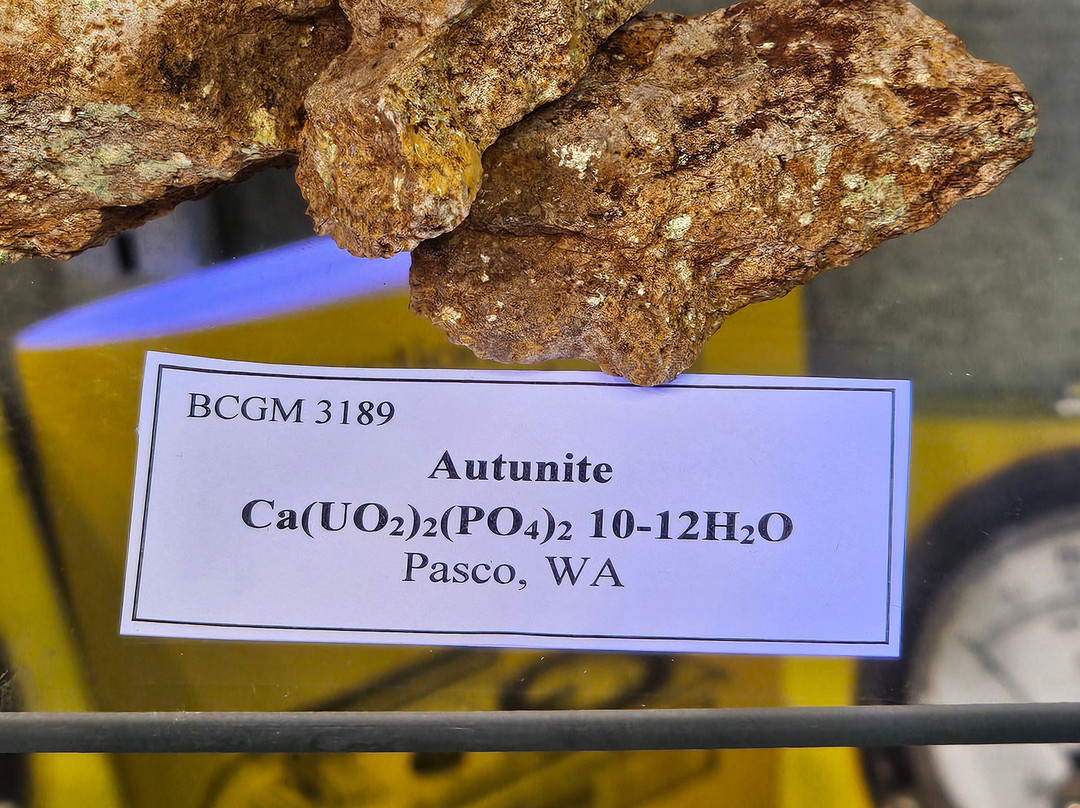 BCGM 3189
Autunite
Ca(UO₂)₂(PO₄)₂ 10-12H₂O
Pasco, WA